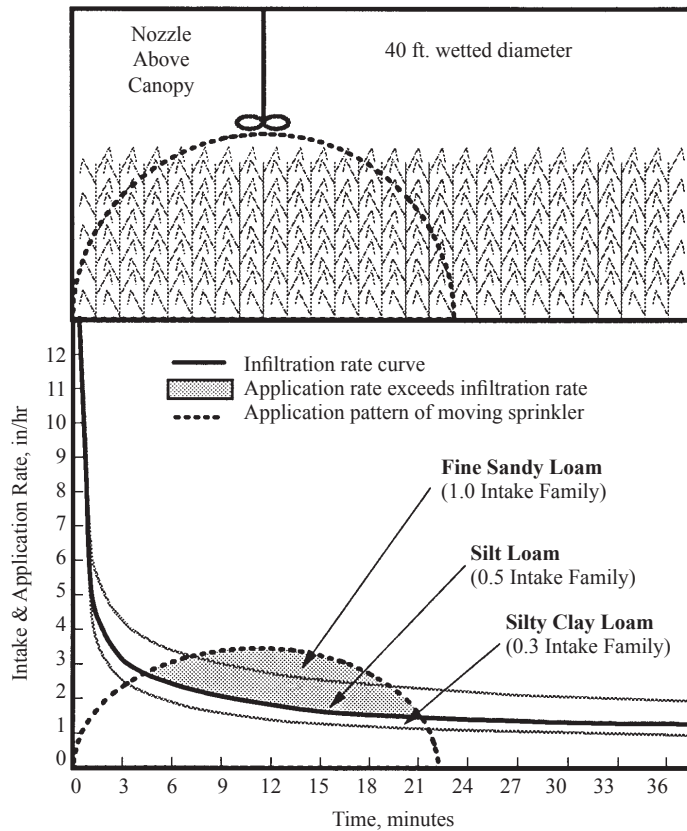 Nozzle
Above
Canopy
40 ft. wetted diameter
Infiltration rate curve
Application rate exceeds infiltration rate
Application pattern of moving sprinkler
Fine Sandy Loam
(1.0 Intake Family)
Silt Loam
(0.5 Intake Family)
Silty Clay Loam
(0.3 Intake Family)
Intake & Application Rate, in/hr
12
11
10
9
8
7
6
5
4
3
2
1
0
0 3 6 9 12 15 18 21 24 27 30 33 36
Time, minutes